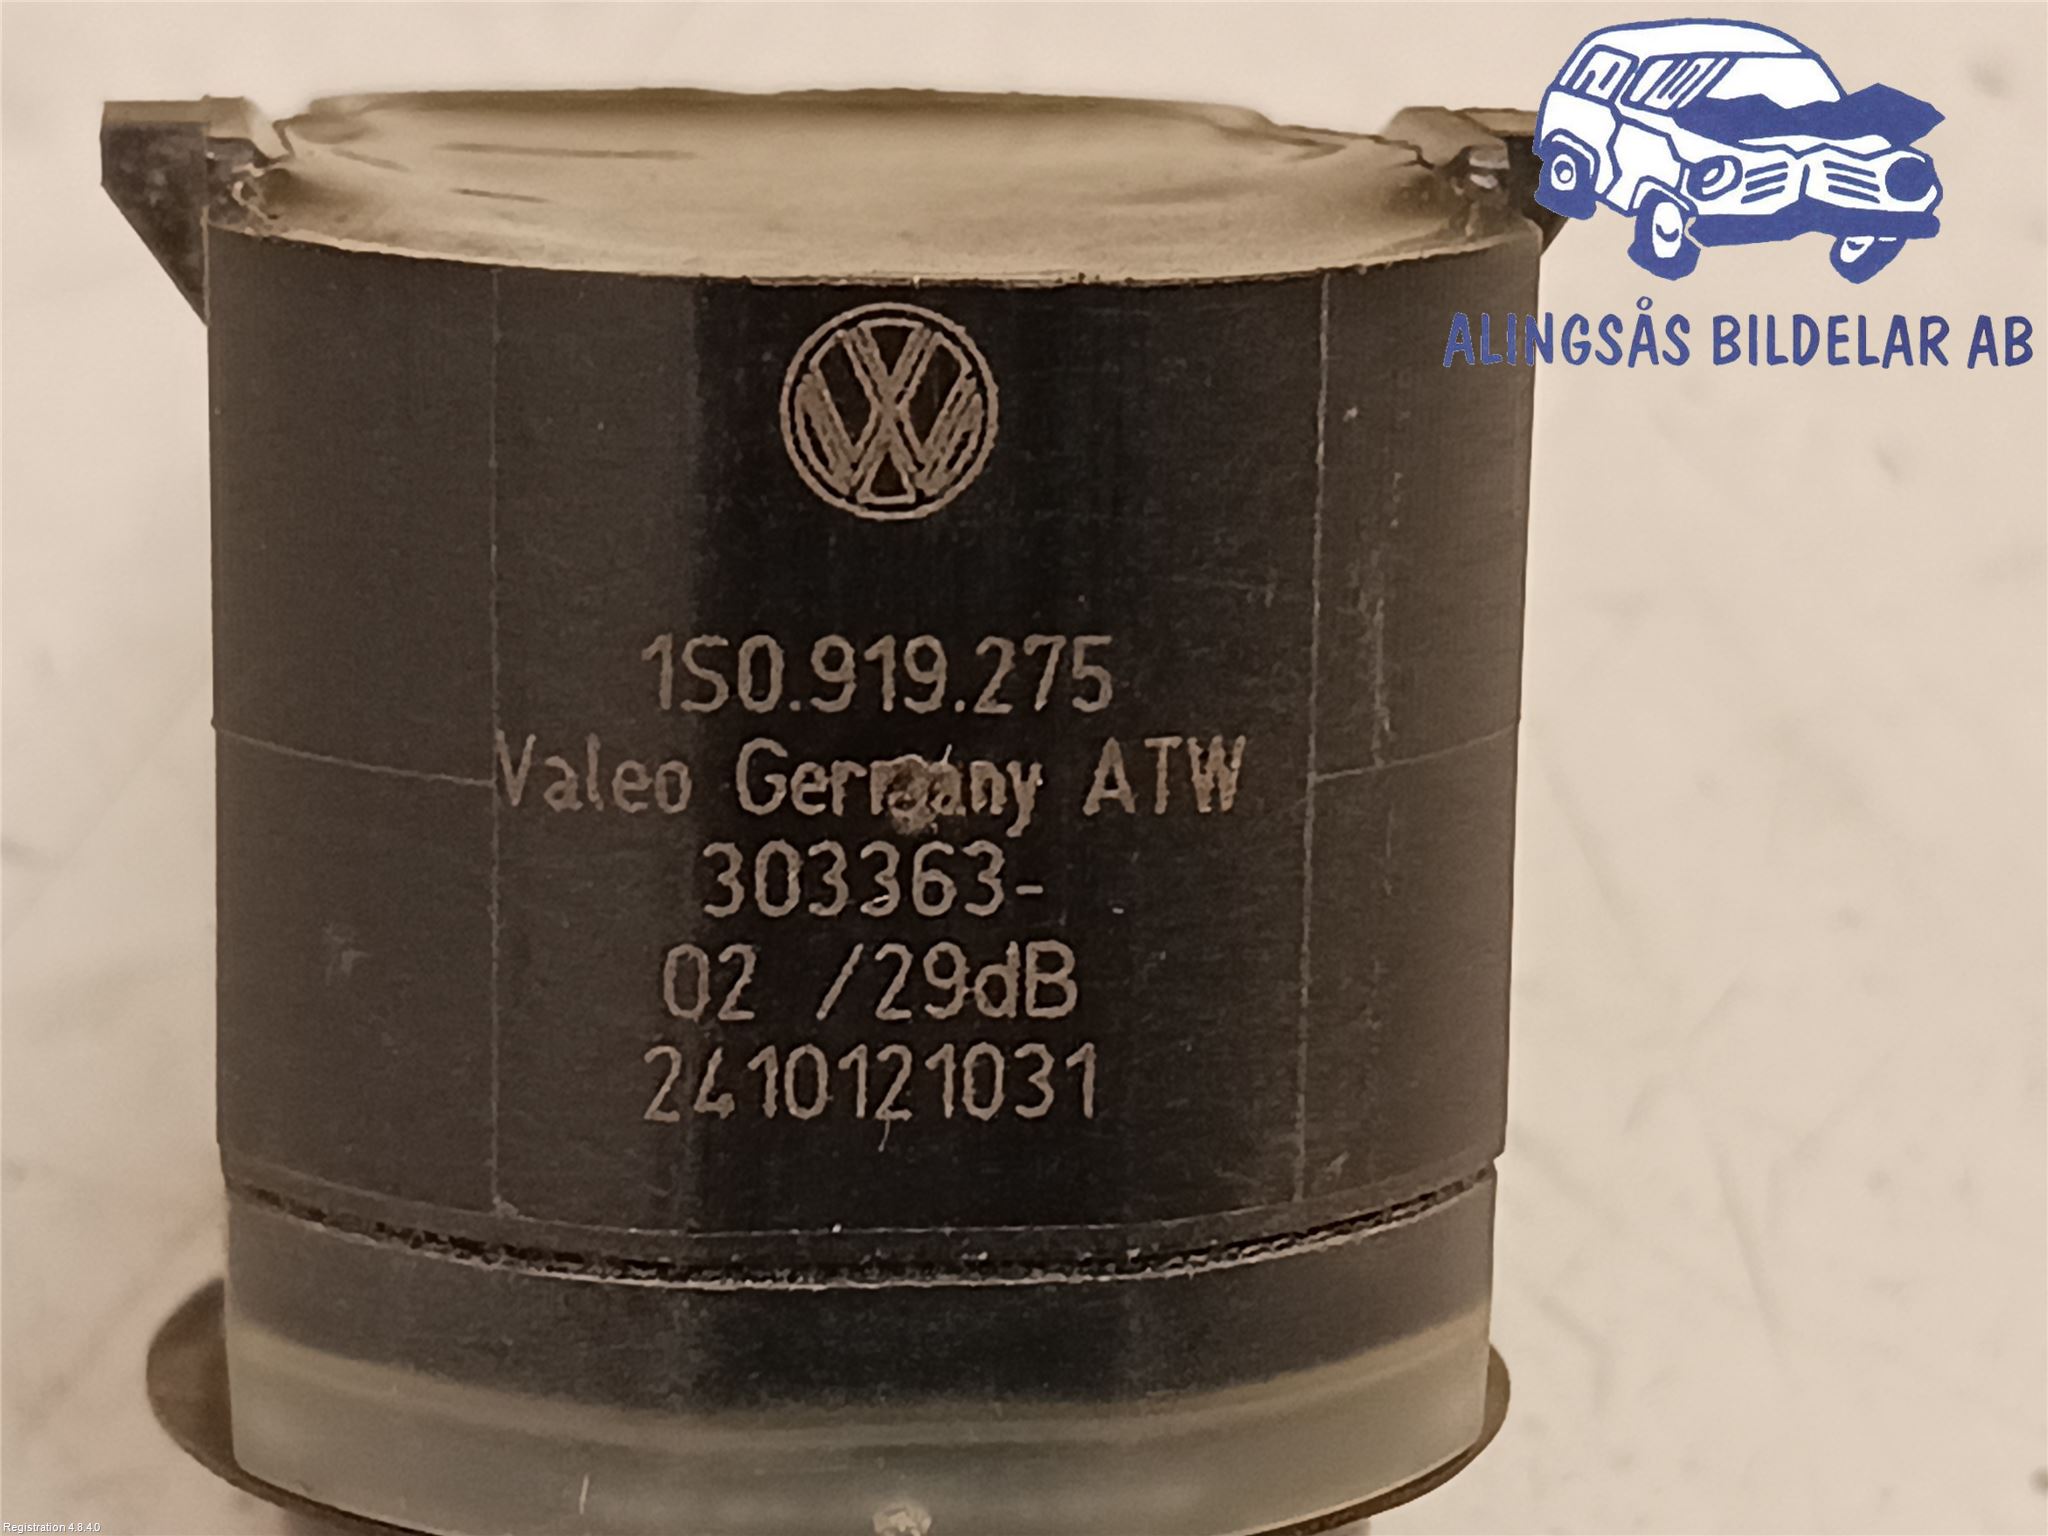 ALINGSÅS BILDELAR AB
1S0.919.275
Valeo Germany ATW
303363-
02 /29dB
2410121031
Registration 4.8.4.0